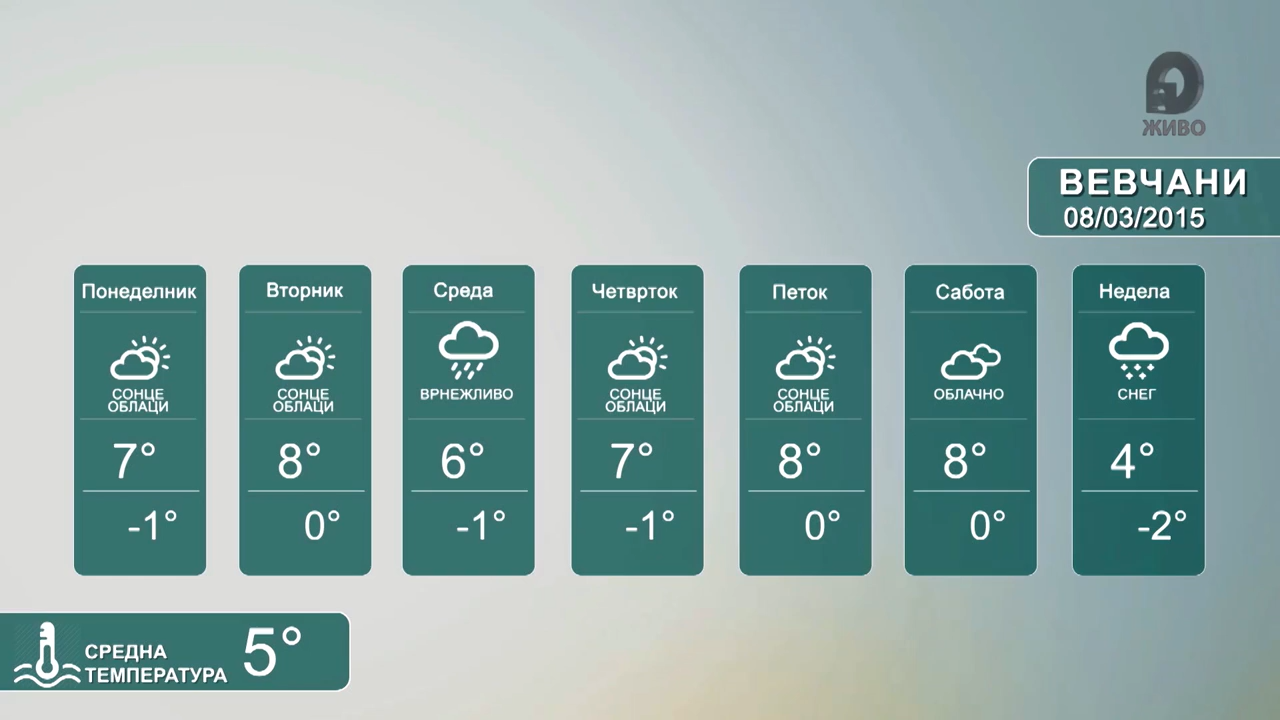 ЖИВО
ВЕВЧАНИ
08/03/2015
Понеделник
СОНЦЕ
ОБЛАЦИ
7°
-1°
Вторник
СОНЦЕ
ОБЛАЦИ
8°
0°
Среда
ВРНЕЖЛИВО
6°
-1°
Четврток
СОНЦЕ
ОБЛАЦИ
7°
-1°
Петок
СОНЦЕ
ОБЛАЦИ
8°
0°
Сабота
ОБЛАЧНО
8°
0°
Недела
СНЕГ
4°
-2°
СРЕДНА
ТЕМПЕРАТУРА
5°